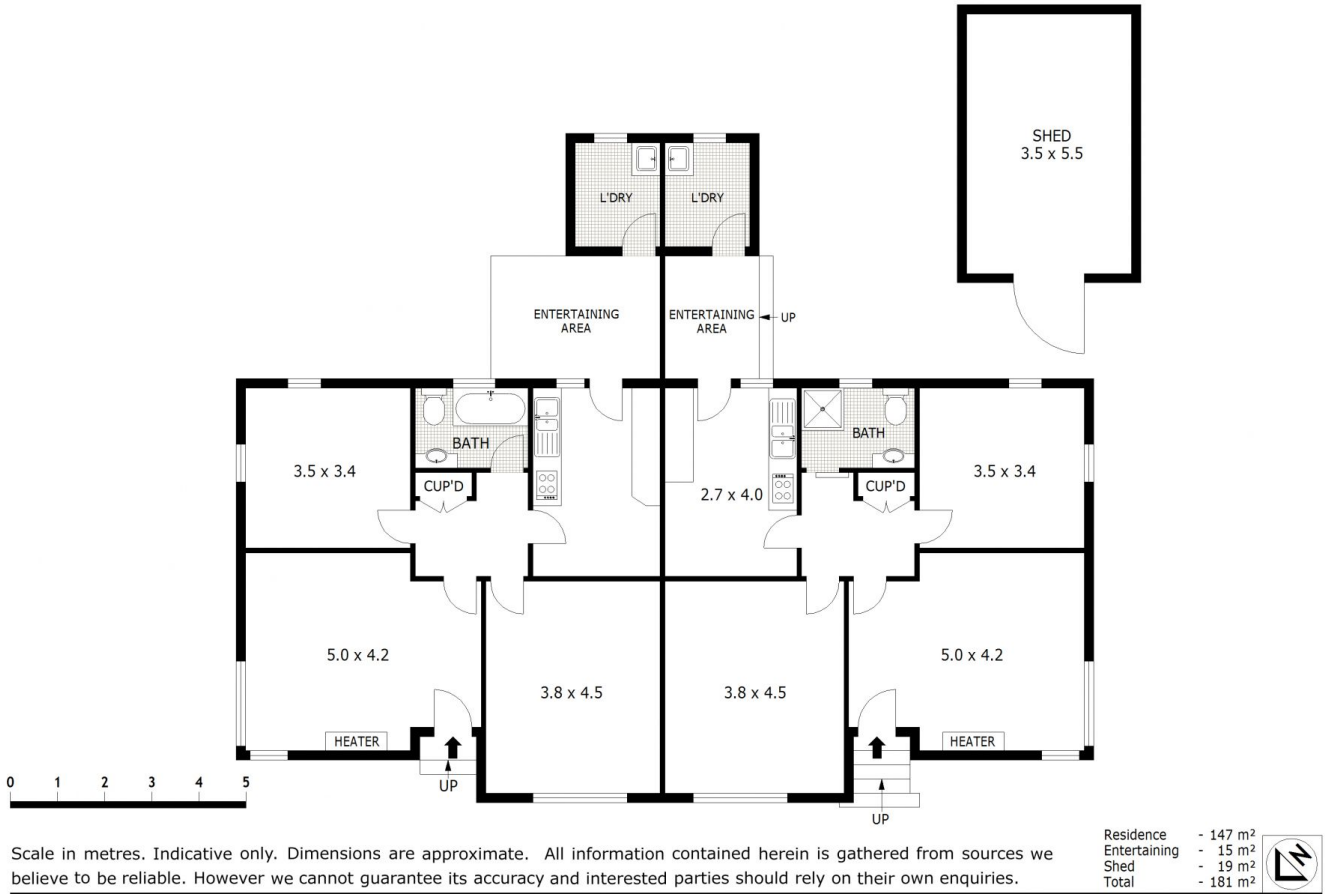 SHED
3.5 x 5.5
L'DRY
L'DRY
ENTERTAINING
AREA
ENTERTAINING
AREA
UP
BATH
BATH
3.5 x 3.4
CUP'D
2.7 x 4.0
CUP'D
3.5 x 3.4
5.0 x 4.2
3.8 x 4.5
3.8 x 4.5
5.0 x 4.2
HEATER
HEATER
UP
UP
0 1 2 3 4 5
Scale in metres. Indicative only. Dimensions are approximate. All information contained herein is gathered from sources we
believe to be reliable. However we cannot guarantee its accuracy and interested parties should rely on their own enquiries.
Residence - 147 m²
Entertaining - 15 m²
Shed - 19 m²
Total - 181 m²
N